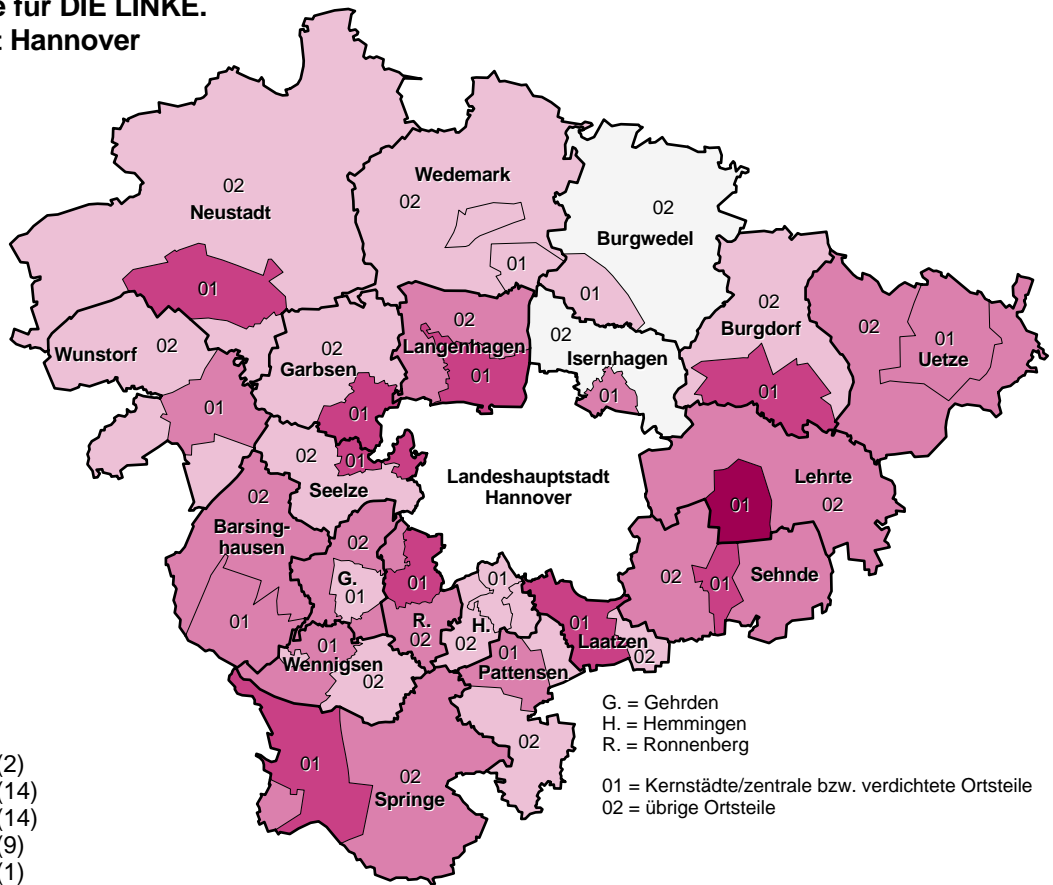 e für DIE LINKE.
: Hannover
02
Neustadt
01
Wedemark
02
01
02
Burgwedel
01
02
Burgdorf
01
02
01
Uetze
Wunstorf
02
01
02
Garbsen
01
02
Langenhagen
01
02
Isernhagen
01
02
01
Seelze
Landeshauptstadt
Hannover
Lehrte
02
01
02
Barsing-
hausen
01
02
G.
01
01
R.
02
01
H.
02
01
Laatzen
02
02
01
Sehnde
01
Wennigsen
02
01
Pattensen
02
01
02
Springe
G. = Gehrden
H. = Hemmingen
R. = Ronnenberg
01 = Kernstädte/zentrale bzw. verdichtete Ortsteile
02 = übrige Ortsteile
(2)
(14)
(14)
(9)
(1)